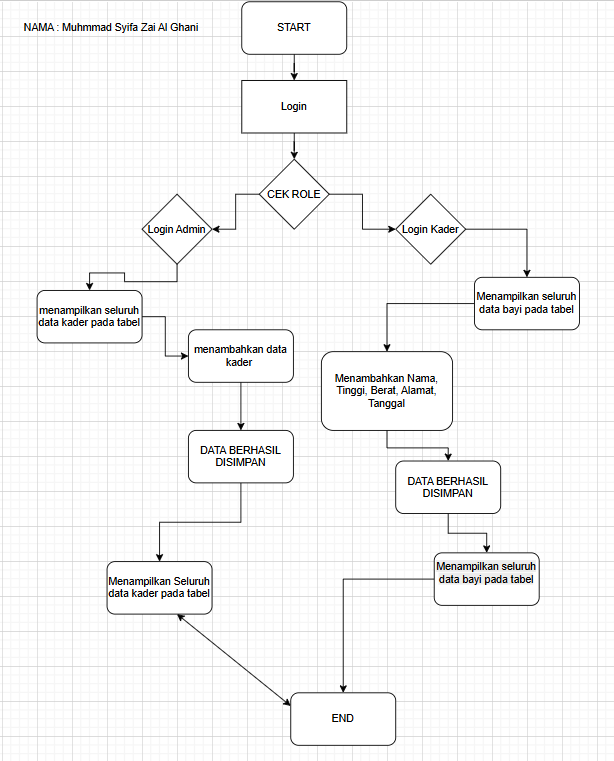 NAMA : Muhmmad Syifa Zai Al Ghani
START
Login
CEK ROLE
Login Admin
Login Kader
menampilkan seluruh
data kader pada tabel
Menampilkan seluruh
data bayi pada tabel
menambahkan data
kader
Menambahkan Nama,
Tinggi, Berat, Alamat,
Tanggal
DATA BERHASIL
DISIMPAN
DATA BERHASIL
DISIMPAN
Menampilkan Seluruh
data kader pada tabel
Menampilkan seluruh
data bayi pada tabel
END